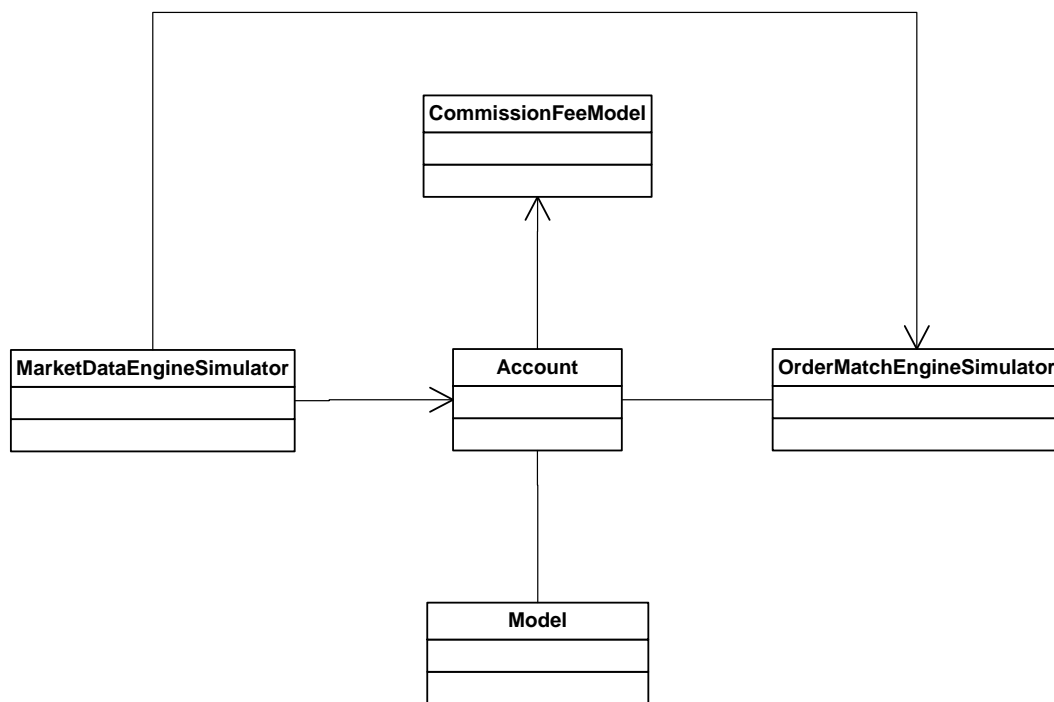 CommissionFeeModel
MarketDataEngineSimulator
Account
OrderMatchEngineSimulator
Model